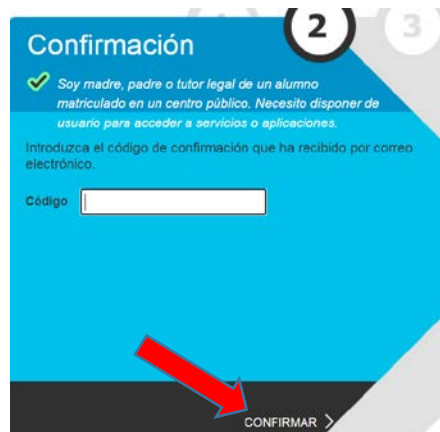 2
3
Confirmación
Soy madre, padre o tutor legal de un alumno
matriculado en un centro público. Necesito disponer de
usuario para acceder a servicios o aplicaciones.
Introduzca el código de confirmación que ha recibido por correo
electrónico.
Código
CONFIRMAR >